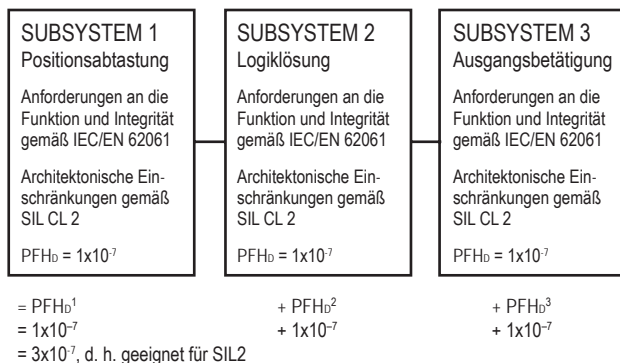 SUBSYSTEM 1
Positionsabtastung
Anforderungen an die
Funktion und Integrität
gemäß IEC/EN 62061
Architektonische Ein-
schränkungen gemäß
SIL CL 2
PFHD = 1x10-7
SUBSYSTEM 2
Logiklösung
Anforderungen an die
Funktion und Integrität
gemäß IEC/EN 62061
Architektonische Ein-
schränkungen gemäß
SIL CL 2
PFHD = 1x10-7
SUBSYSTEM 3
Ausgangsbetätigung
Anforderungen an die
Funktion und Integrität
gemäß IEC/EN 62061
Architektonische Ein-
schränkungen gemäß
SIL CL 2
PFHD = 1x10-7
= PFHD1 + PFHD2 + PFHD3
= 1x10–7 + 1x10–7 + 1x10–7
= 3x10-7, d. h. geeignet für SIL2